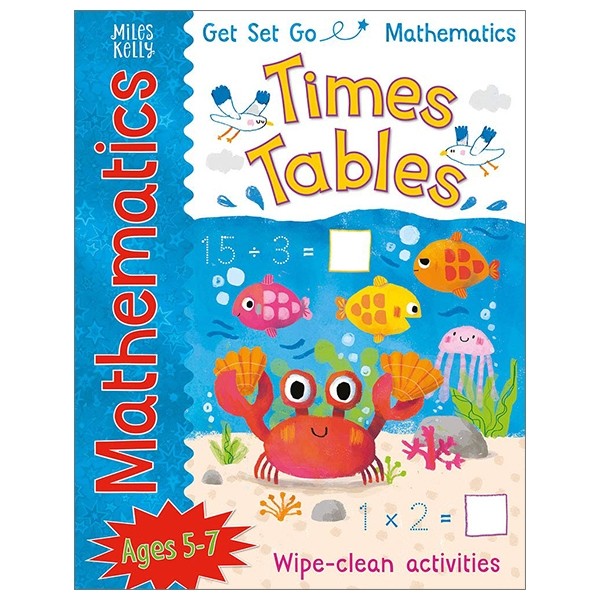 MILES
KELLY
Get Set Go Mathematics
Times
Tables
Mathematics
15 ÷ 3 =
1 x 2 =
Ages 5-7
Wipe-clean activities